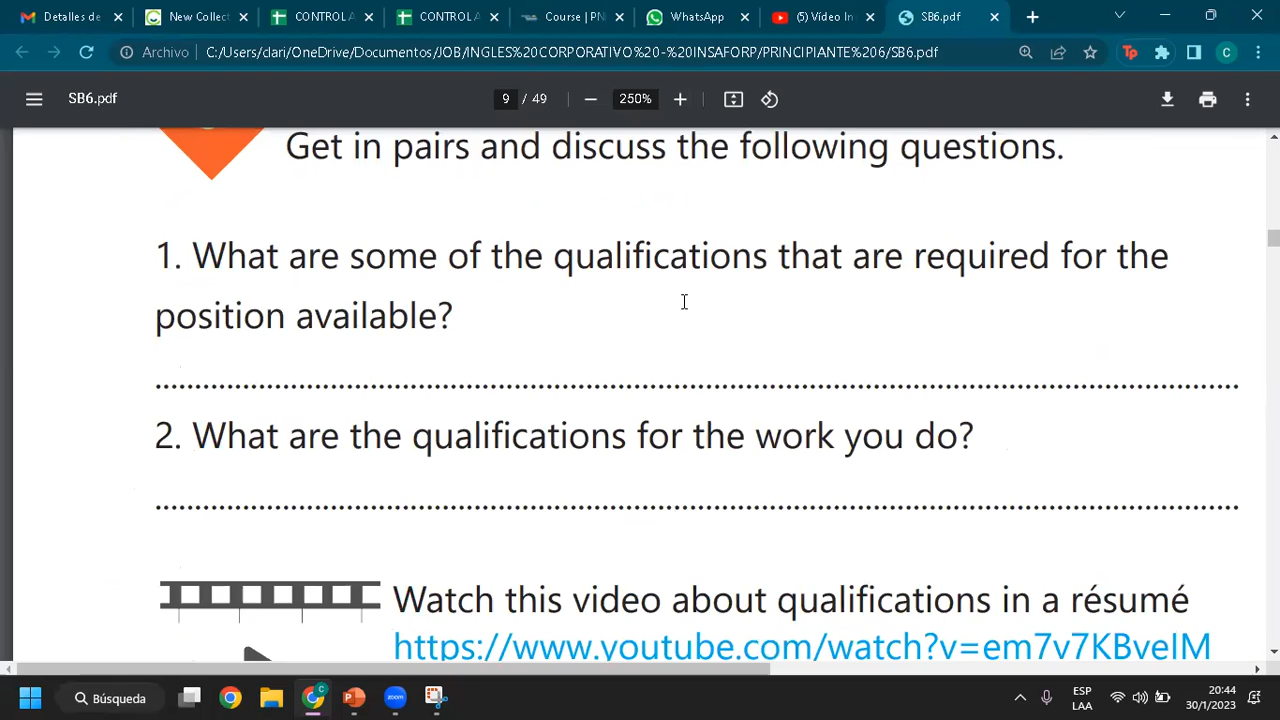 Detalles de
New Collect
CONTROL A
CONTROL A
Course | PN
WhatsApp
(5) Vídeo In
SB6.pdf
Archivo
C:/Users/clari/OneDrive/Documentos/JOB/INGLES%20CORPORATIVO%20-%20INSAFORP/PRINCIPIANTE%206/SB6.pdf
SB6.pdf
9 / 49
250%
Get in pairs and discuss the following questions.
1. What are some of the qualifications that are required for the
position available?
2. What are the qualifications for the work you do?
Watch this video about qualifications in a résumé
https://www.youtube.com/watch?v=em7v7KBveIM
Búsqueda
zoom
ESP
LAA
20:44
30/1/2023